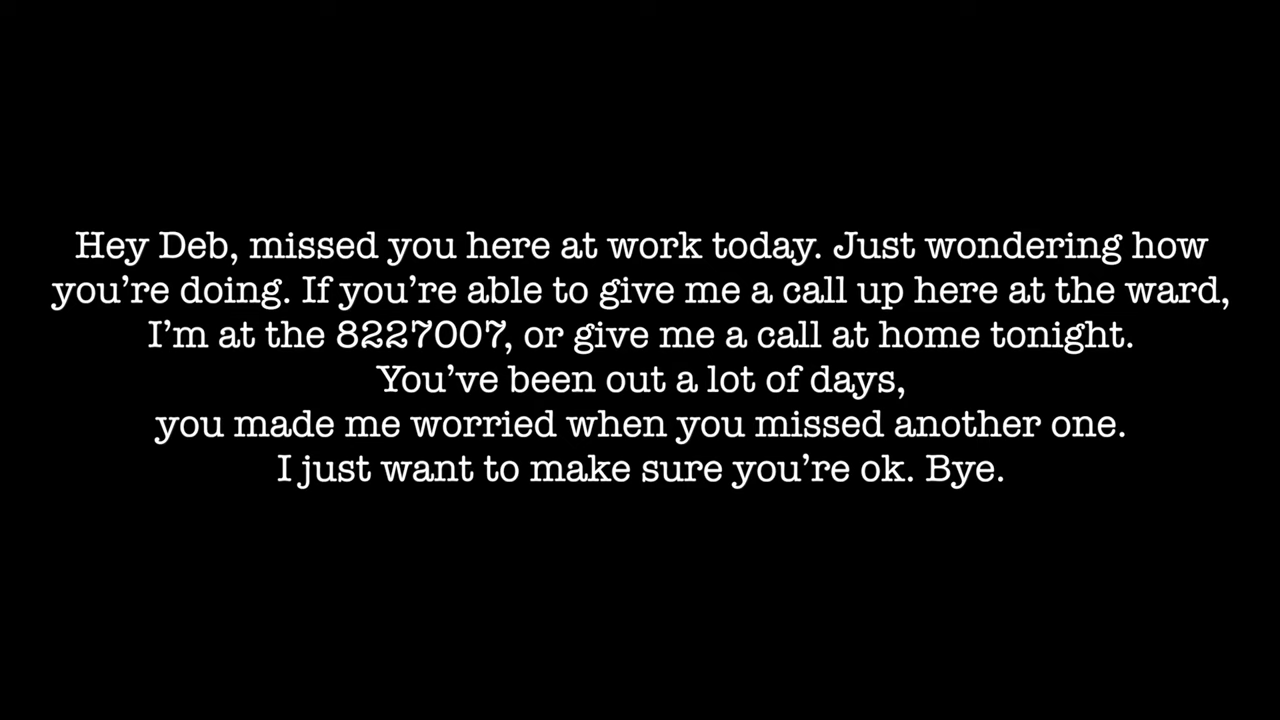 Hey Deb, missed you here at work today. Just wondering how
you’re doing. If you’re able to give me a call up here at the ward,
I’m at the 8227007, or give me a call at home tonight.
You’ve been out a lot of days,
you made me worried when you missed another one.
I just want to make sure you’re ok. Bye.